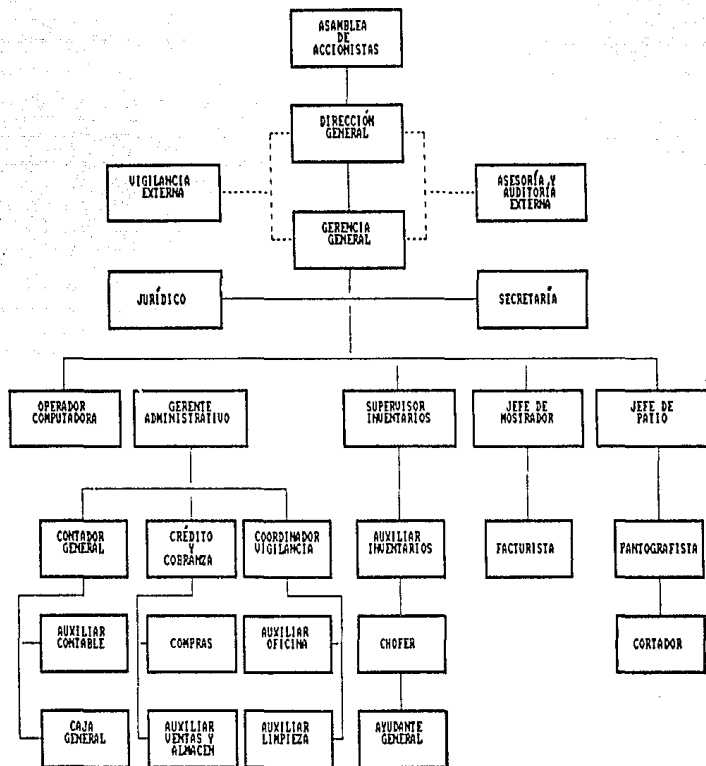 ASAMBLEA
DE
ACCIONISTAS
DIRECCIÓN
GENERAL
VIGILANCIA
EXTERNA
ASESORÍA Y
AUDITORÍA
EXTERNA
GERENCIA
GENERAL
JURÍDICO
SECRETARÍA
OPERADOR
COMPUTADORA
GERENTE
ADMINISTRATIVO
SUPERVISOR
INVENTARIOS
JEFE DE
MOSTRADOR
JEFE DE
PATIO
CONTADOR
GENERAL
CRÉDITO
Y
COBRANZA
COORDINADOR
VIGILANCIA
AUXILIAR
INVENTARIOS
FACTURISTA
PANTOGRAFISTA
AUXILIAR
CONTABLE
COMPRAS
AUXILIAR
OFICINA
CHOFER
CORTADOR
CAJA
GENERAL
AUXILIAR
VENTAS Y
ALMACEN
AUXILIAR
LIMPIEZA
AYUDANTE
GENERAL